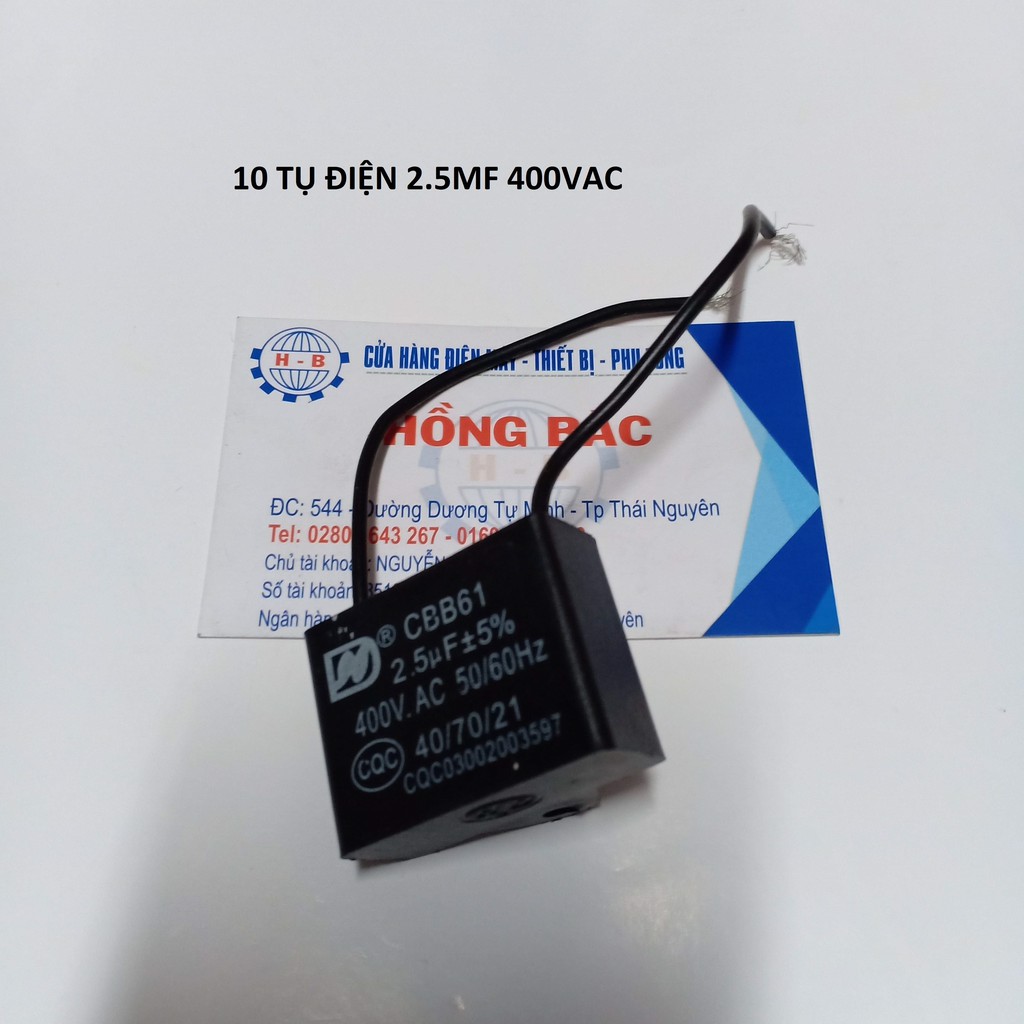 10 TỤ ĐIỆN 2.5MF 400VAC
H - B
CỬA HÀNG ĐIỆN MÁY - THIẾT BỊ - PHỤ TÙNG
HỒNG BẮC
H - B
ĐC: 544 - Đường Dương Tự Minh - Tp Thái Nguyên
Tel: 0280 643 267 - 016
Chủ tài khoản: NGUYỄN
Số tài khoản
Ngân hàng
CBB61
®
2.5µF±5%
400V.AC 50/60Hz
40/70/21
CQC
CQC03002003597